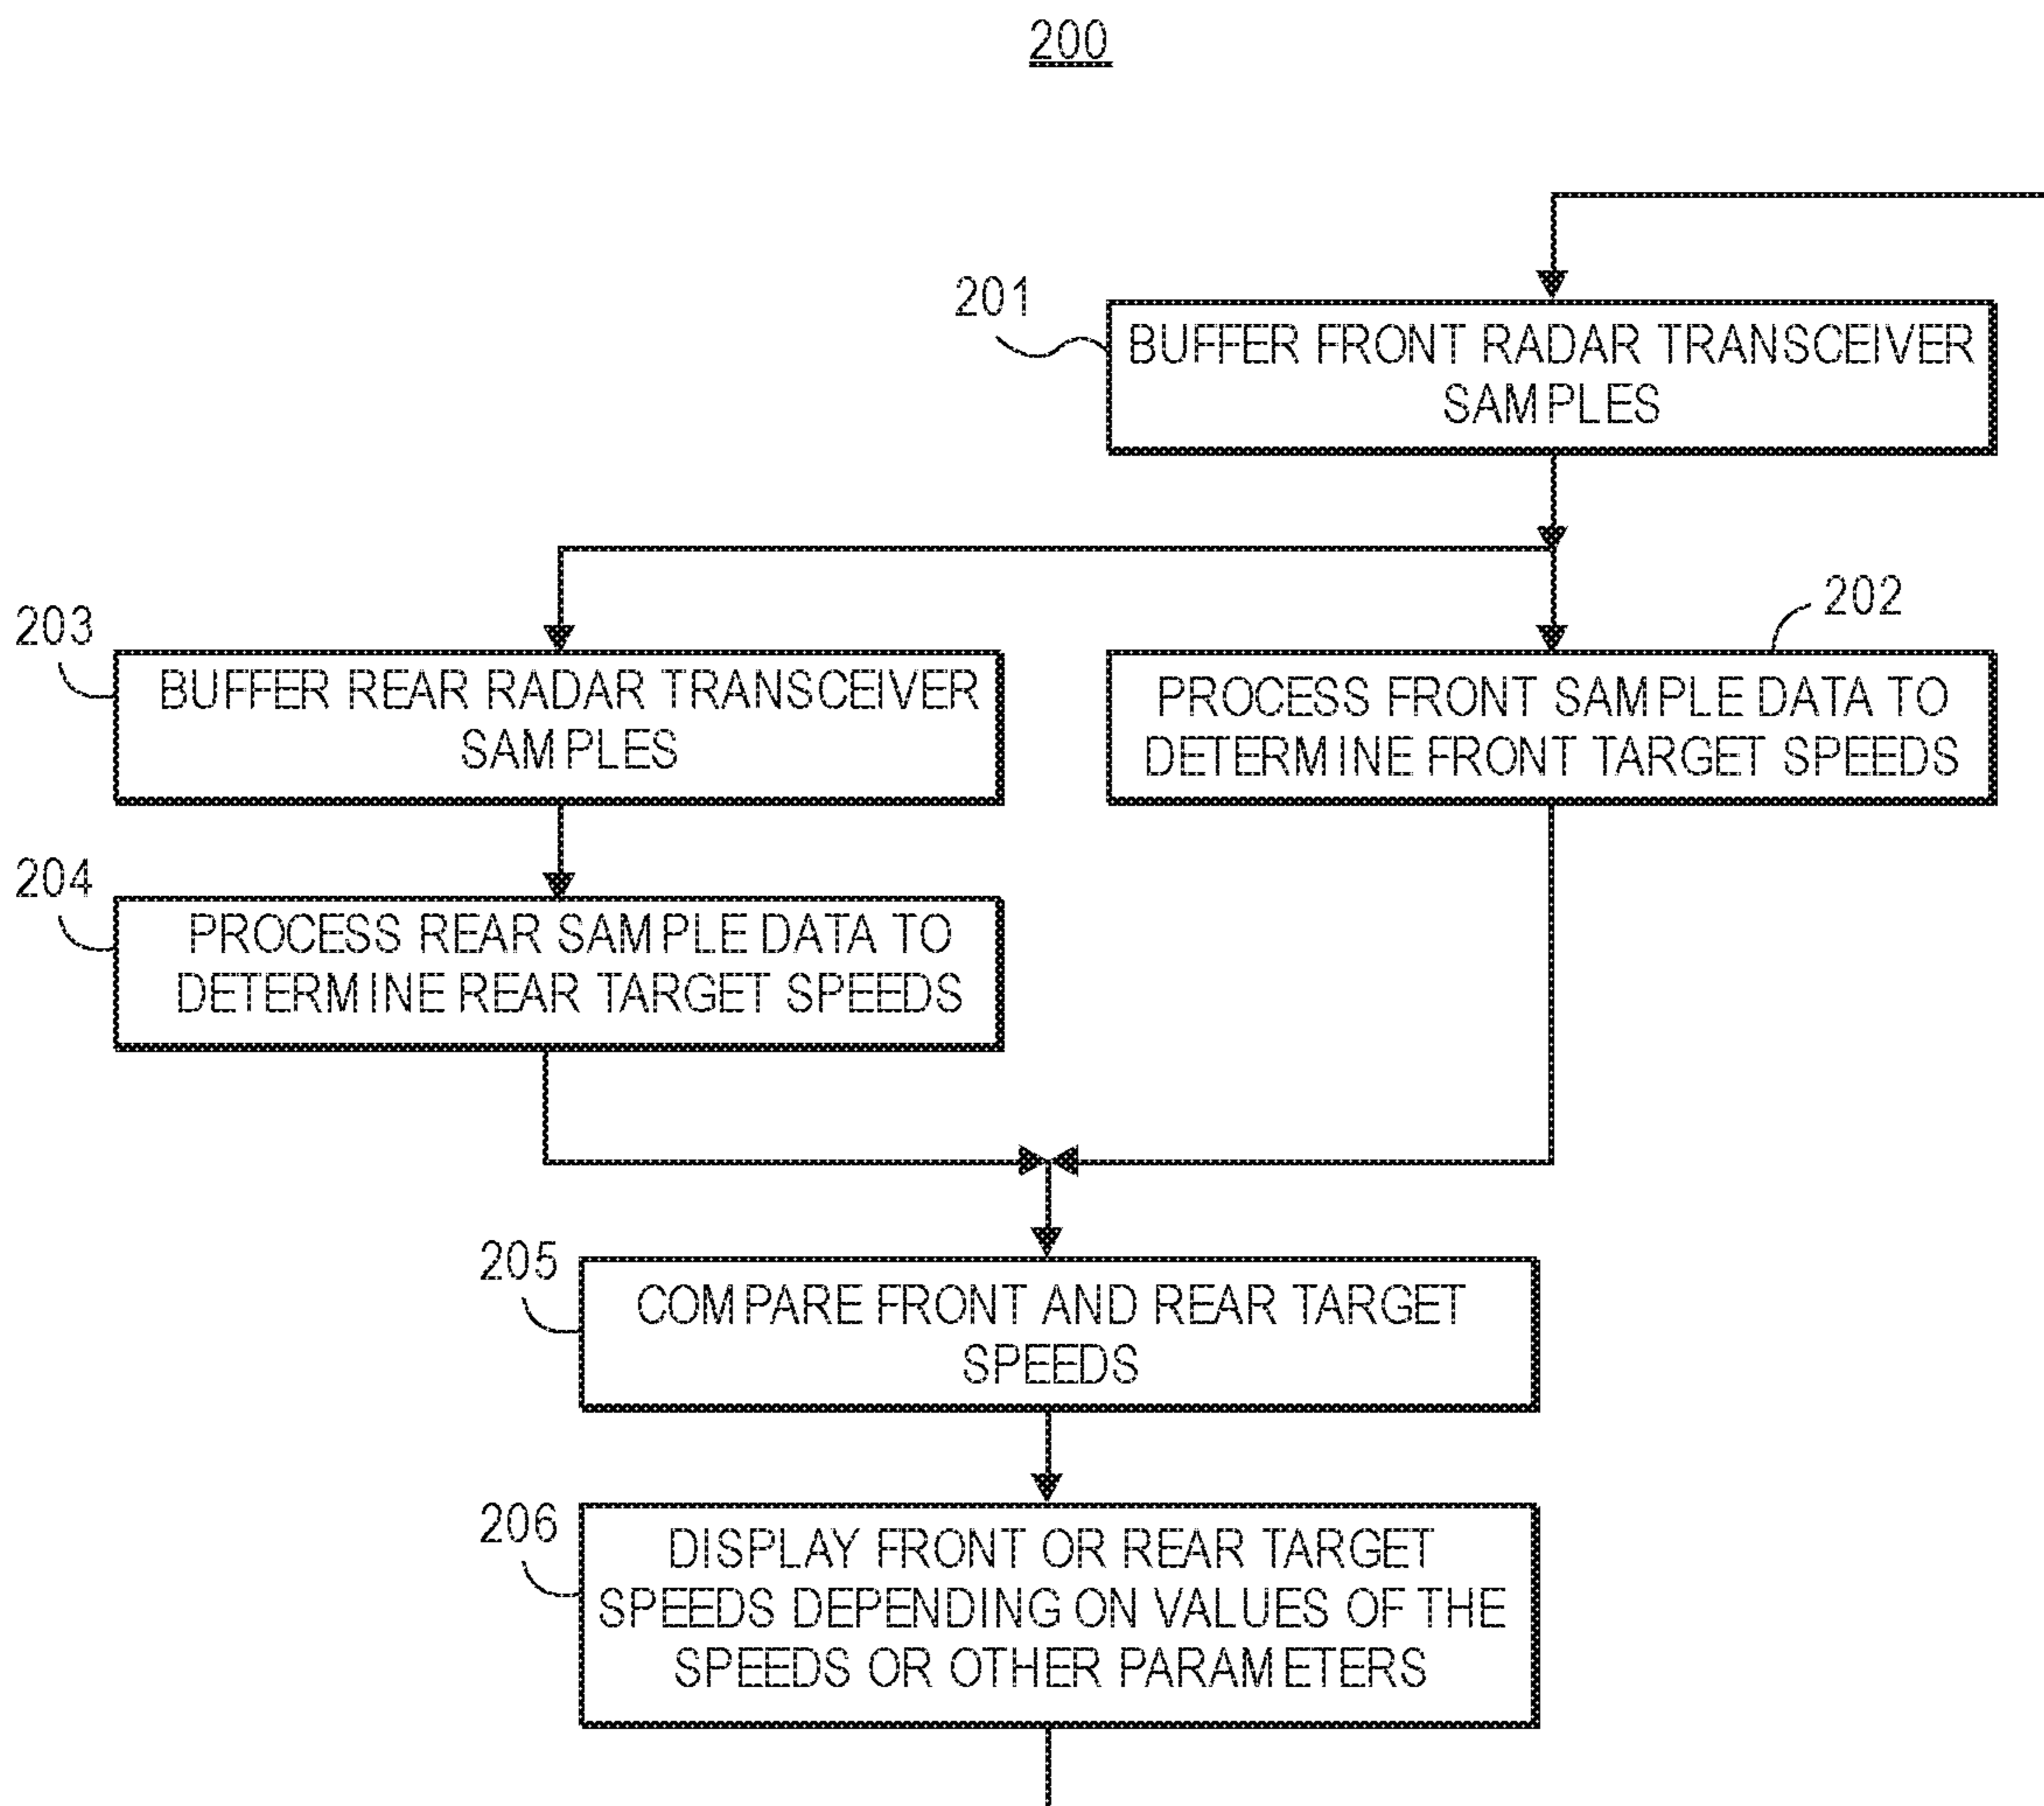 200
201
BUFFER FRONT RADAR TRANSCEIVER
SAMPLES
203
BUFFER REAR RADAR TRANSCEIVER
SAMPLES
202
PROCESS FRONT SAMPLE DATA TO
DETERMINE FRONT TARGET SPEEDS
204
PROCESS REAR SAMPLE DATA TO
DETERMINE REAR TARGET SPEEDS
205
COMPARE FRONT AND REAR TARGET
SPEEDS
206
DISPLAY FRONT OR REAR TARGET
SPEEDS DEPENDING ON VALUES OF THE
SPEEDS OR OTHER PARAMETERS